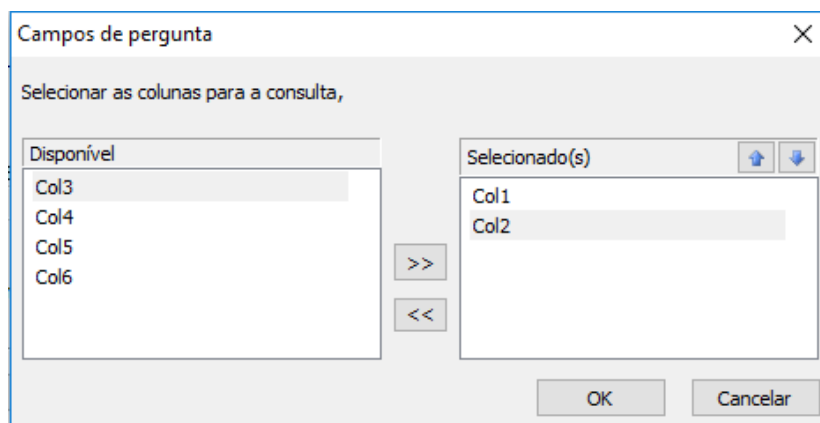 Campos de pergunta
Selecionar as colunas para a consulta,
Disponível
Col3
Col4
Col5
Col6
>>
<<
Selecionado(s)
Col1
Col2
OK
Cancelar